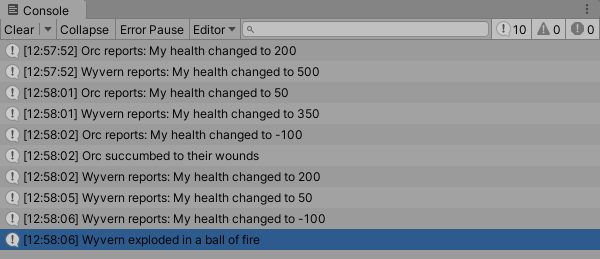 Console
Clear Collapse Error Pause Editor 10 0 0
[12:57:52] Orc reports: My health changed to 200
[12:57:52] Wyvern reports: My health changed to 500
[12:58:01] Orc reports: My health changed to 50
[12:58:01] Wyvern reports: My health changed to 350
[12:58:02] Orc reports: My health changed to -100
[12:58:02] Orc succumbed to their wounds
[12:58:02] Wyvern reports: My health changed to 200
[12:58:05] Wyvern reports: My health changed to 50
[12:58:06] Wyvern reports: My health changed to -100
[12:58:06] Wyvern exploded in a ball of fire